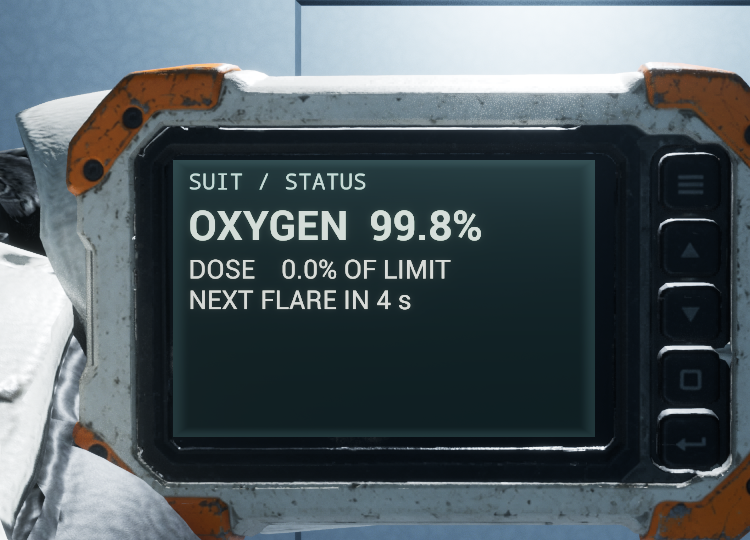 SUIT / STATUS
OXYGEN 99.8%
DOSE 0.0% OF LIMIT
NEXT FLARE IN 4 s